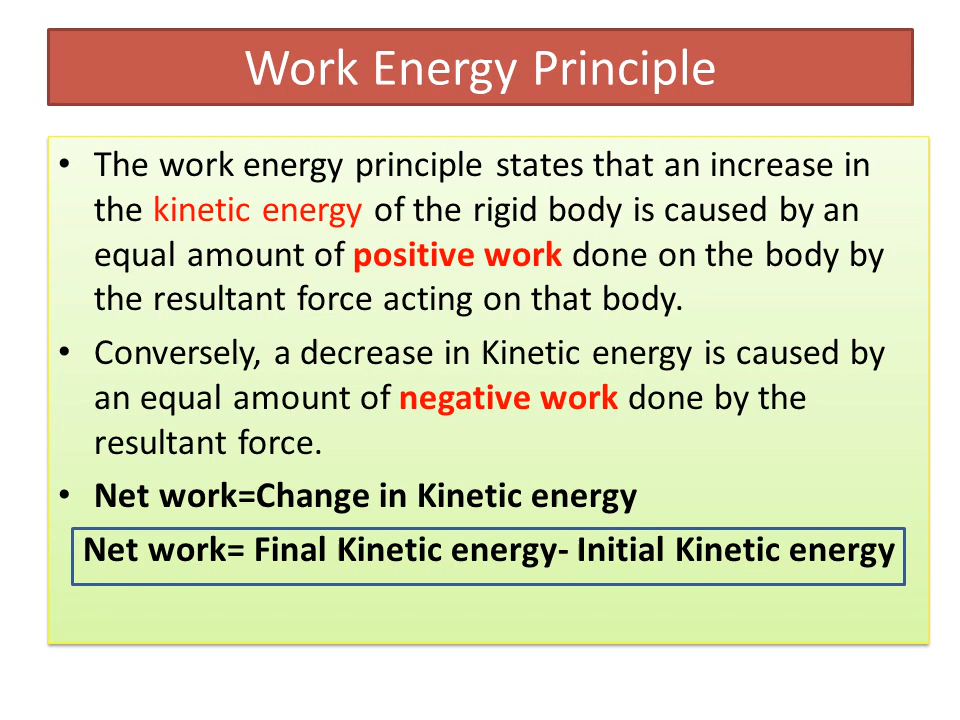 Work Energy Principle
• The work energy principle states that an increase in
the kinetic energy of the rigid body is caused by an
equal amount of positive work done on the body by
the resultant force acting on that body.
• Conversely, a decrease in Kinetic energy is caused by
an equal amount of negative work done by the
resultant force.
• Net work=Change in Kinetic energy
Net work= Final Kinetic energy- Initial Kinetic energy